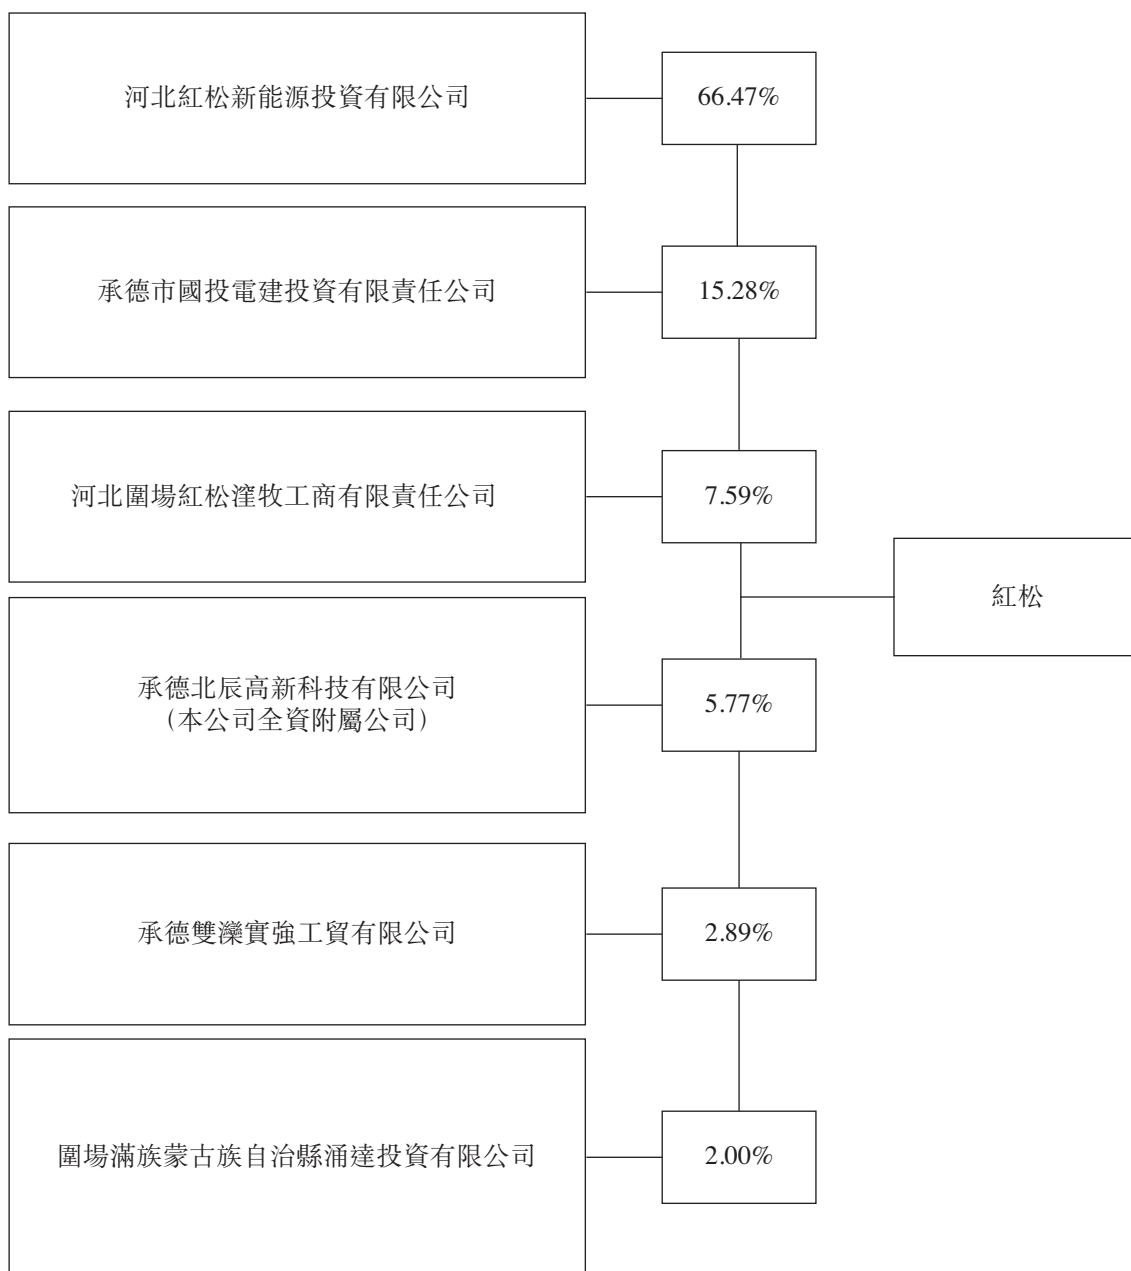 河北紅松新能源投資有限公司
66.47%
承德市國投電建投資有限責任公司
15.28%
河北圍場紅松漥牧工商有限責任公司
7.59%
紅松
承德北辰高新科技有限公司
(本公司全資附屬公司)
5.77%
承德雙灤實強工貿有限公司
2.89%
圍場滿族蒙古族自治縣涌達投資有限公司
2.00%